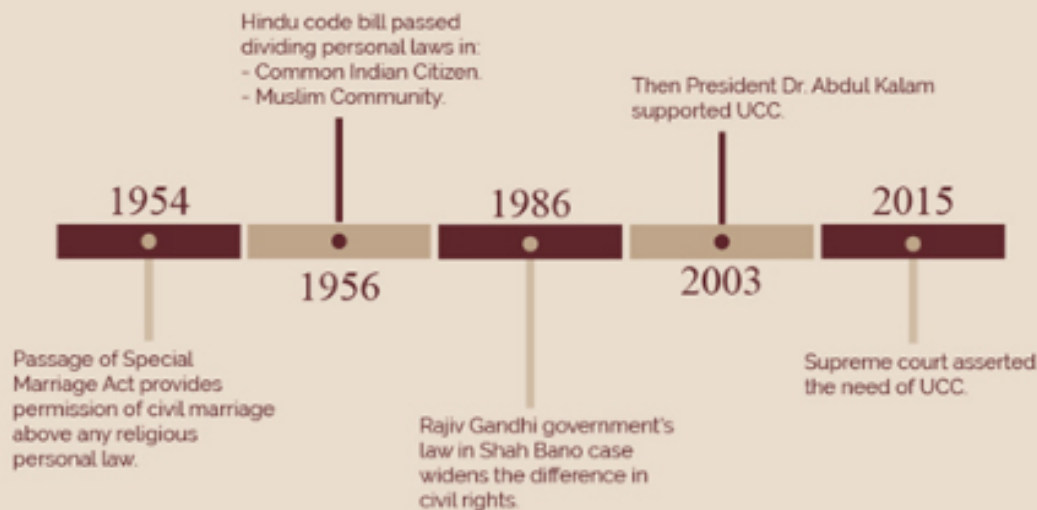 Hindu code bill passed
dividing personal laws in:
- Common Indian Citizen.
- Muslim Community.
Then President Dr. Abdul Kalam
supported UCC.
1954
1956
1986
2003
2015
Passage of Special
Marriage Act provides
permission of civil marriage
above any religious
personal law.
Rajiv Gandhi government's
law in Shah Bano case
widens the difference in
civil rights.
Supreme court asserted
the need of UCC.